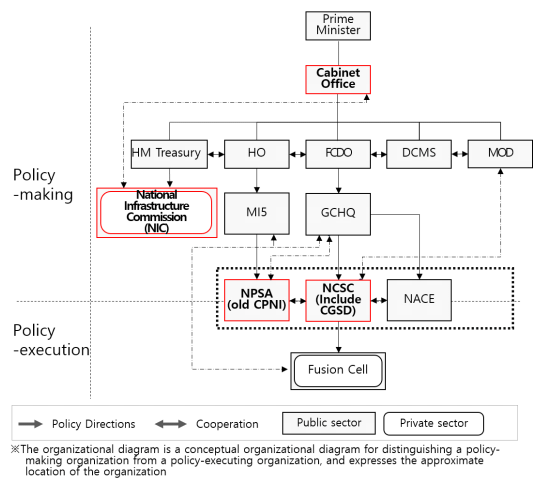 Prime
Minister
Cabinet
Office
HM Treasury
HO
FCDO
DCMS
MOD
Policy
-making
National
Infrastructure
Commission
(NIC)
MI5
GCHQ
NPSA
(old CPNI)
NCSC
(Include
CGSD)
NACE
Policy
-execution
Fusion Cell
Policy Directions
Cooperation
Public sector
Private sector
※The organizational diagram is a conceptual organizational diagram for distinguishing a policy-
making organization from a policy-executing organization, and expresses the approximate
location of the organization